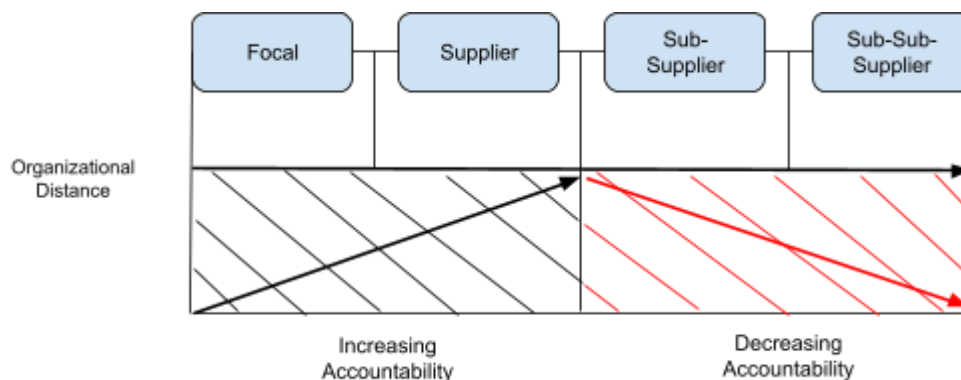 Focal
Supplier
Sub-
Supplier
Sub-Sub-
Supplier
Organizational
Distance
Increasing
Accountability
Decreasing
Accountability